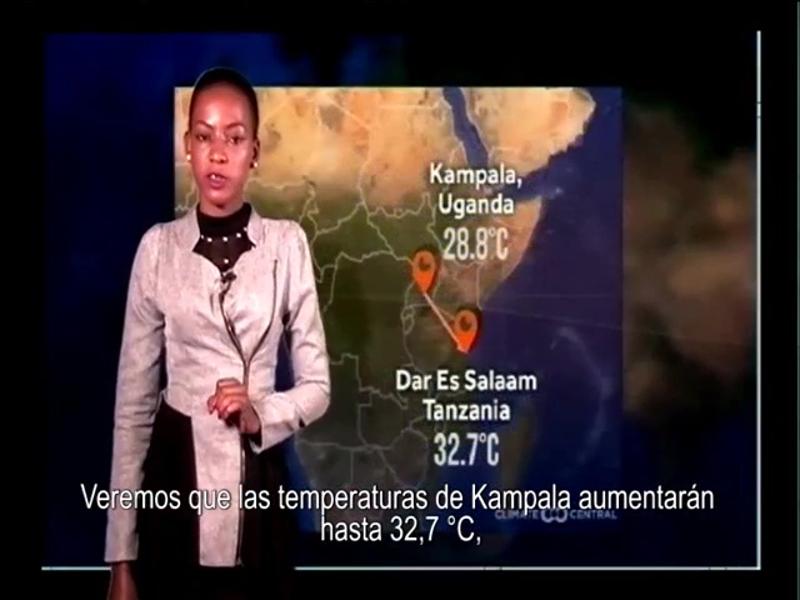 Kampala,
Uganda
28.8°C
Dar Es Salaam
Tanzania
32.7°C
Veremos que las temperaturas de Kampala aumentarán
hasta 32,7 °C,
CLIMATE CENTRAL